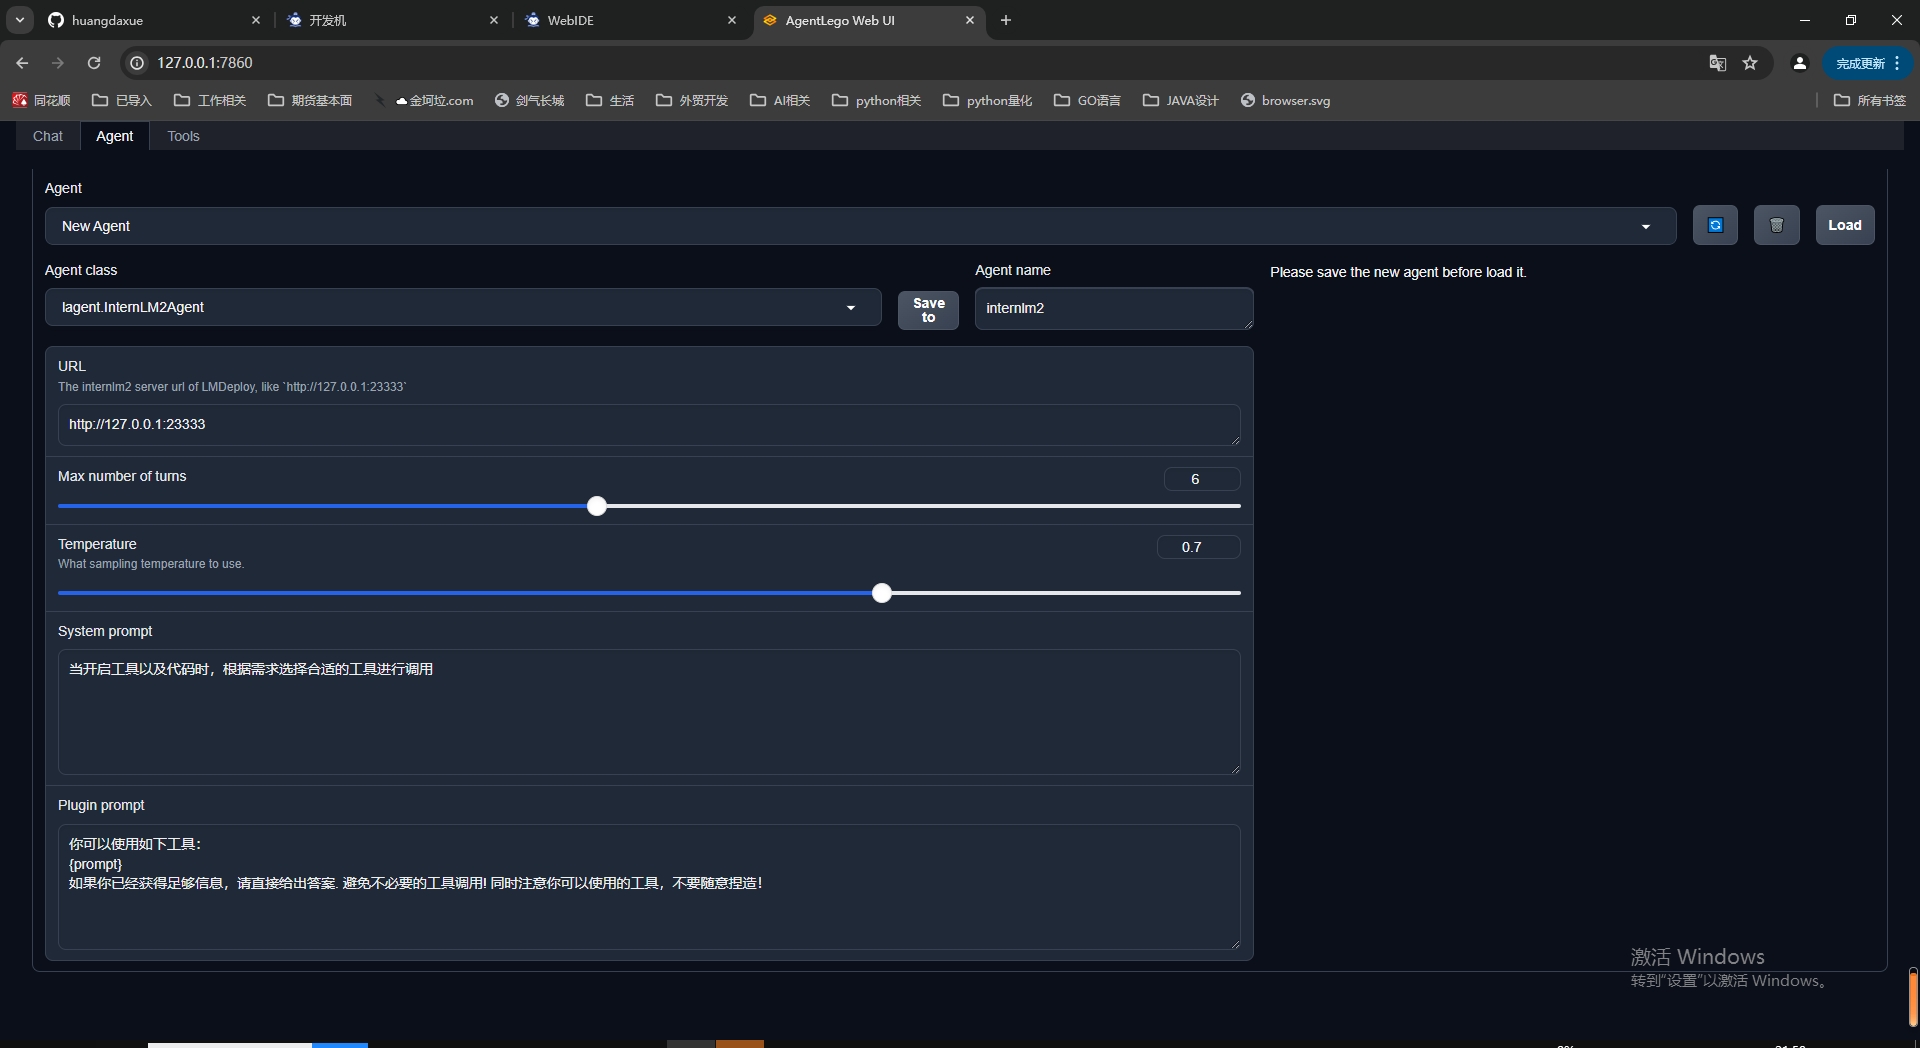 huangdaxue
开发机
WebIDE
AgentLego Web UI
127.0.0.1:7860
完成更新
同花顺
已导入
工作相关
期货基本面
金坷垃.com
剑气长城
生活
外贸开发
AI相关
python相关
python量化
GO语言
JAVA设计
browser.svg
所有书签
Chat
Agent
Tools
Agent
New Agent
Load
Agent class
Agent name
Please save the new agent before load it.
lagent.InternLM2Agent
Save
to
internlm2
URL
The internlm2 server url of LMDeploy, like `http://127.0.0.1:23333`
http://127.0.0.1:23333
Max number of turns
6
Temperature
0.7
What sampling temperature to use.
System prompt
当开启工具以及代码时，根据需求选择合适的工具进行调用
Plugin prompt
你可以使用如下工具：
{prompt}
如果你已经获得足够信息，请直接给出答案. 避免不必要的工具调用! 同时注意你可以使用的工具，不要随意捏造！
激活 Windows
转到"设置"以激活 Windows。